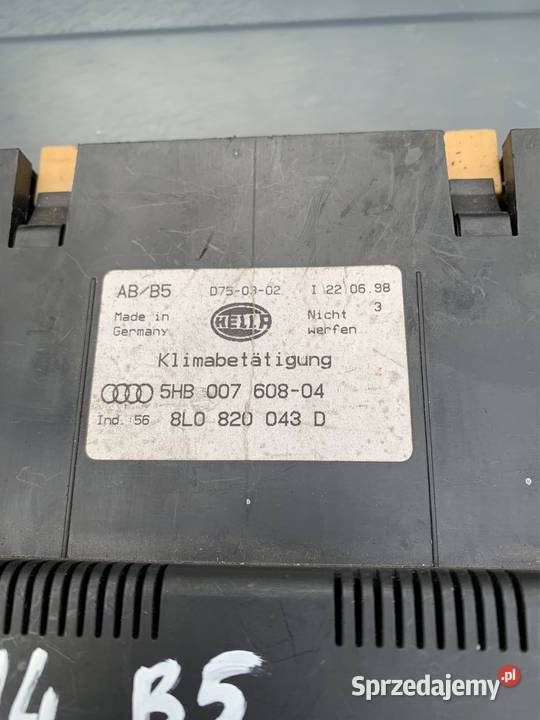 AB/B5 D75-03-02 I 22.06.98
Made in Germany HELLA Nicht werfen 3
Klimabetätigung
5HB 007 608-04
Ind. 56 8L0 820 043 D
4 B5
Sprzedajemy.pl